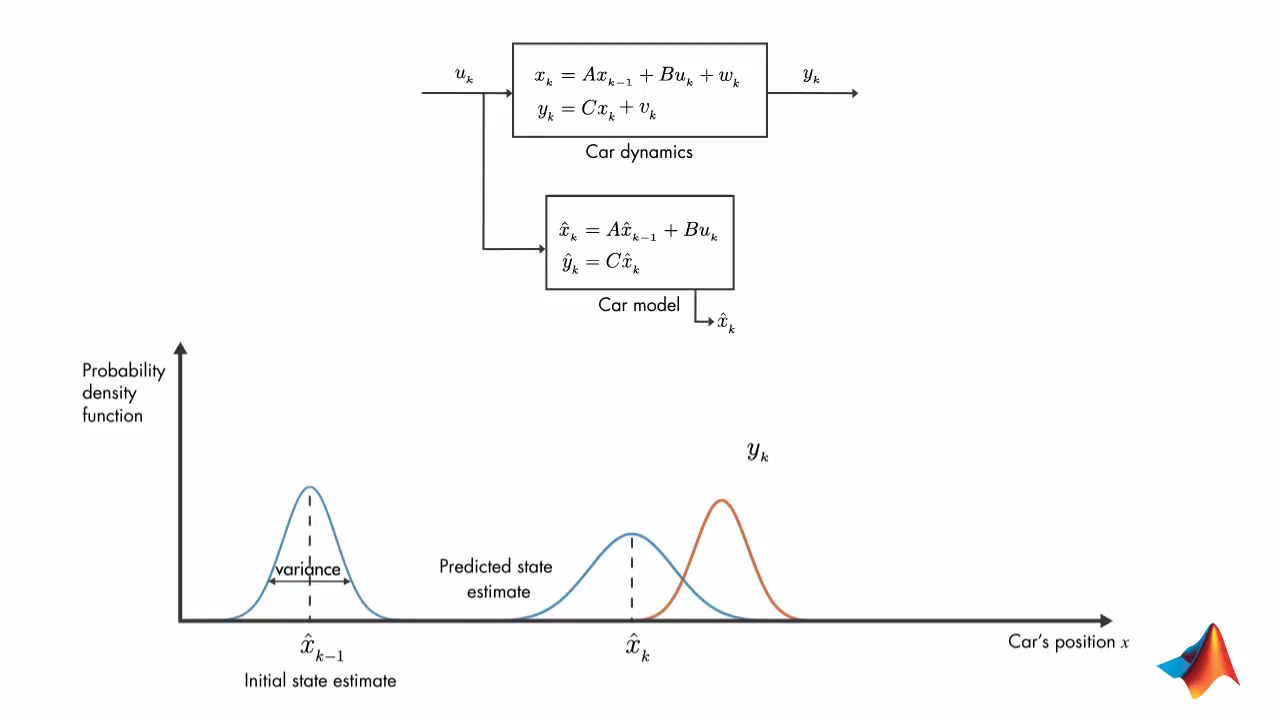 u_k
x_k = Ax_{k−1} + Bu_k + w_k
y_k = Cx_k + v_k
y_k
Car dynamics
x̂_k = Ax̂_{k−1} + Bu_k
ŷ_k = Cx̂_k
Car model
x̂_k
Probability
density
function
y_k
variance
Predicted state
estimate
x̂_{k−1}
x̂_k
Car's position x
Initial state estimate